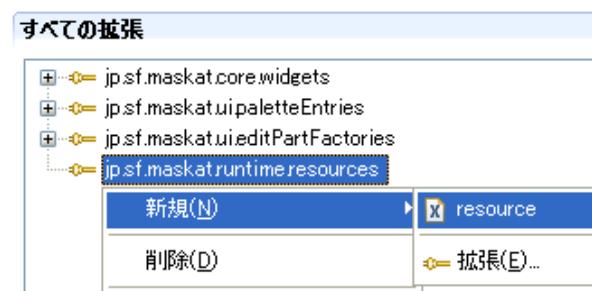 すべての拡張
jp.sf.maskat.core.widgets
jp.sf.maskat.ui.paletteEntries
jp.sf.maskat.ui.editPartFactories
jp.sf.maskat.runtime.resources
新規(N)
resource
削除(D)
拡張(E)...